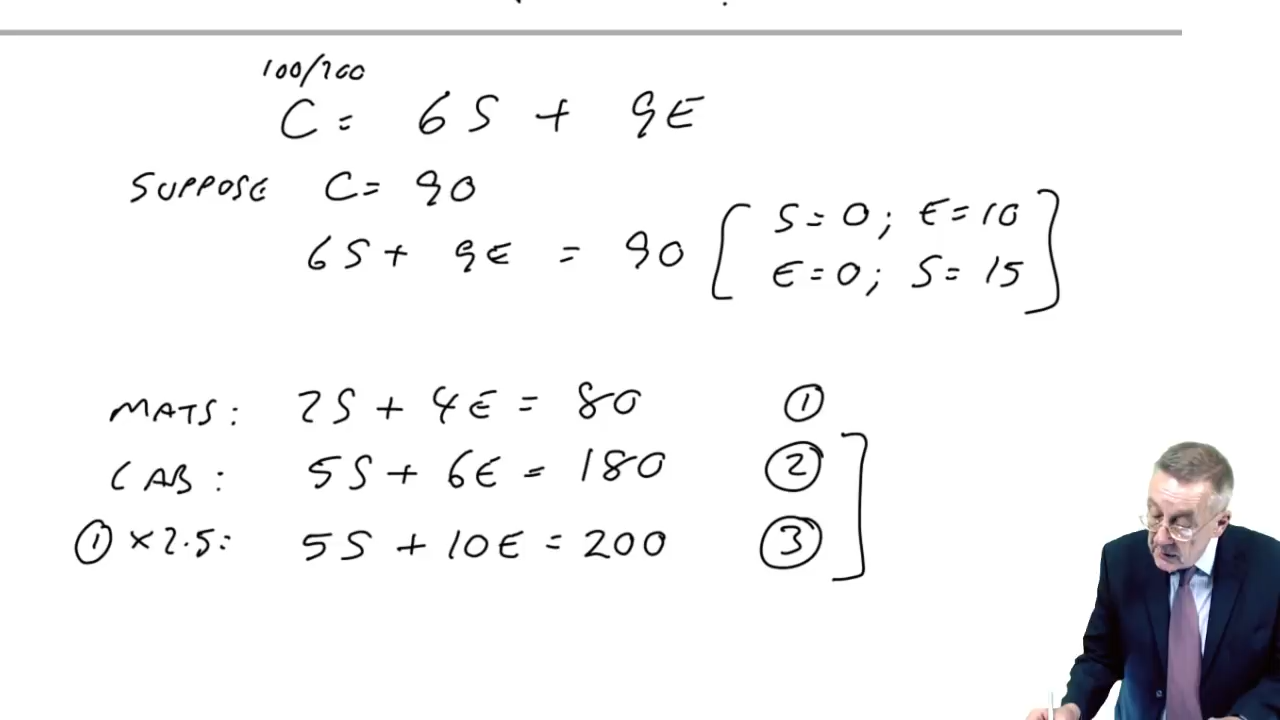 100/200
C = 6S + 9E
SUPPOSE C = 90
6S + 9E = 90 [ S = 0; E = 10
E = 0; S = 15 ]
MATS: 2S + 4E = 80 ①
LAB: 5S + 6E = 180 ②
① × 2.5: 5S + 10E = 200 ③